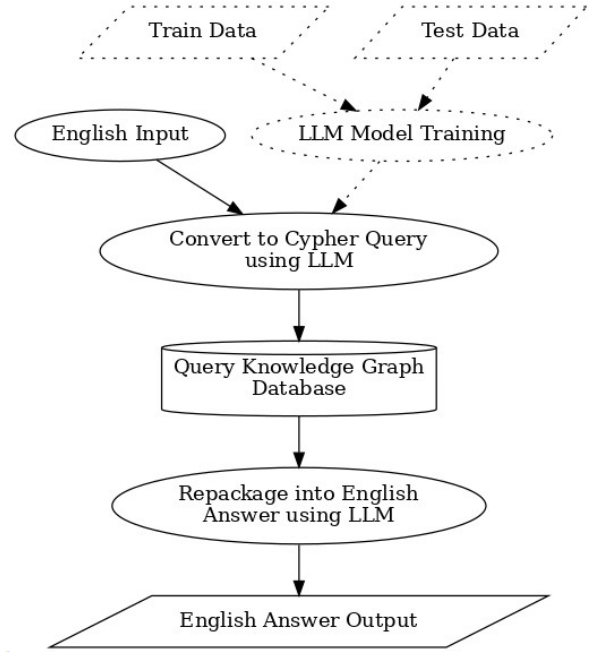 Train Data
Test Data
English Input
LLM Model Training
Convert to Cypher Query
using LLM
Query Knowledge Graph
Database
Repackage into English
Answer using LLM
English Answer Output